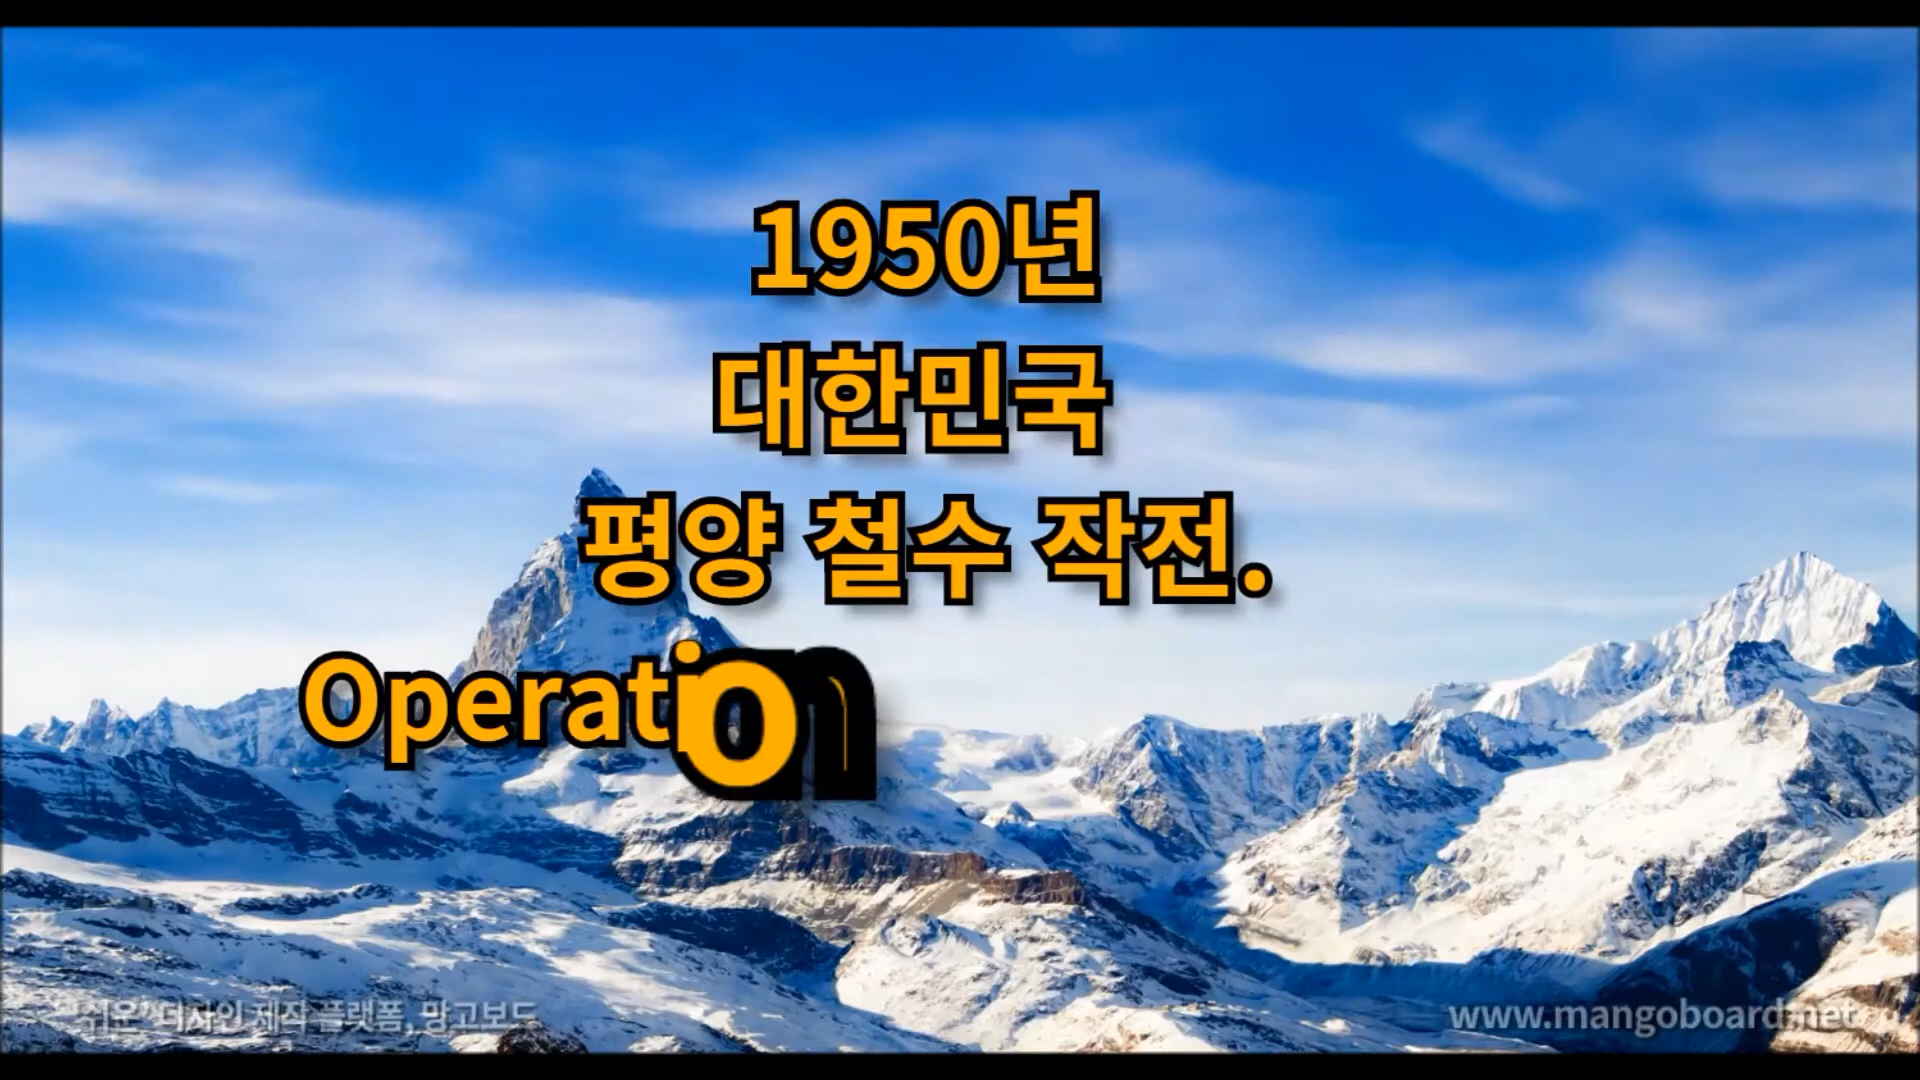 1950년
대한민국
평양 철수 작전.
Operation
"쉬운" 디자인 제작 플랫폼, 망고보드
www.mangoboard.net